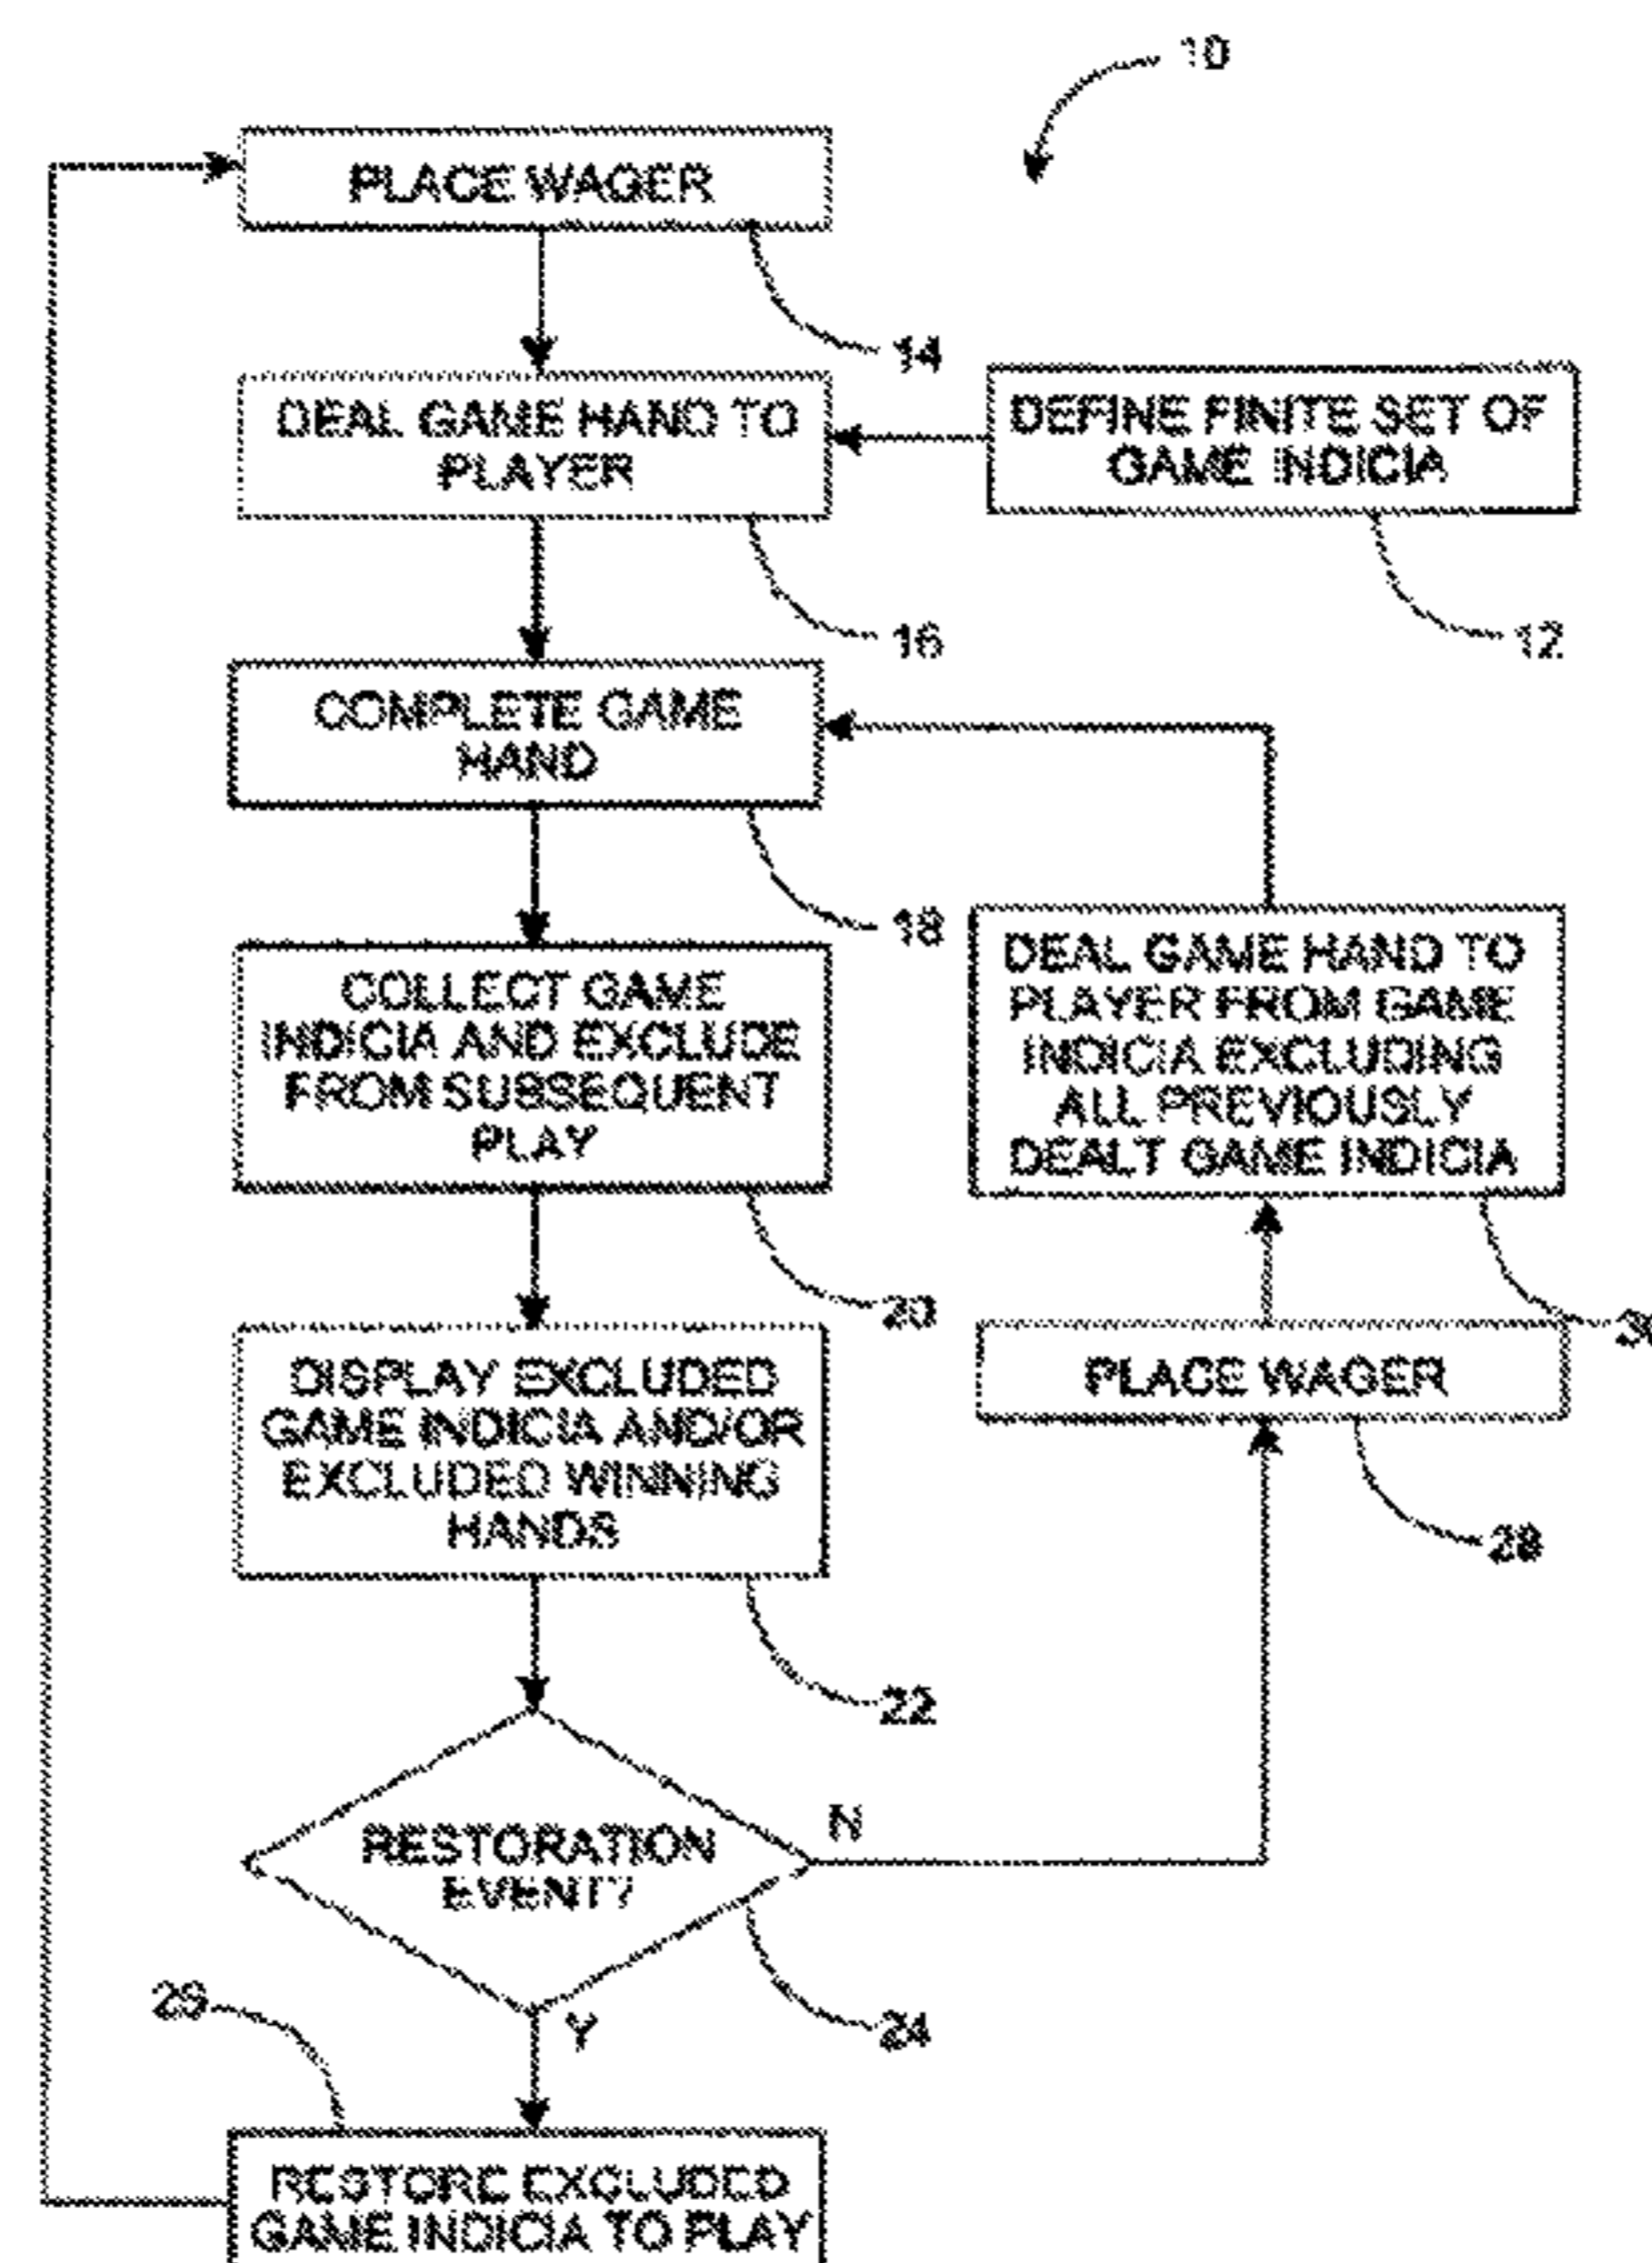 10
PLACE WAGER
14
DEAL GAME HAND TO
PLAYER
DEFINE FINITE SET OF
GAME INDICIA
16
12
COMPLETE GAME
HAND
18
DEAL GAME HAND TO
PLAYER FROM GAME
INDICIA EXCLUDING
ALL PREVIOUSLY
DEALT GAME INDICIA
COLLECT GAME
INDICIA AND EXCLUDE
FROM SUBSEQUENT
PLAY
20
30
DISPLAY EXCLUDED
GAME INDICIA AND/OR
EXCLUDED WINNING
HANDS
PLACE WAGER
28
22
RESTORATION
EVENT?
N
24
Y
RESTORE EXCLUDED
GAME INDICIA TO PLAY